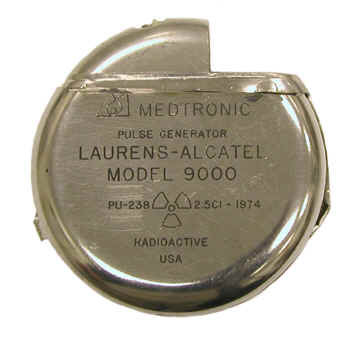 MEDTRONIC
PULSE GENERATOR
LAURENS-ALCATEL
MODEL 9000
PU-238 2.5CI - 1974
RADIOACTIVE
USA